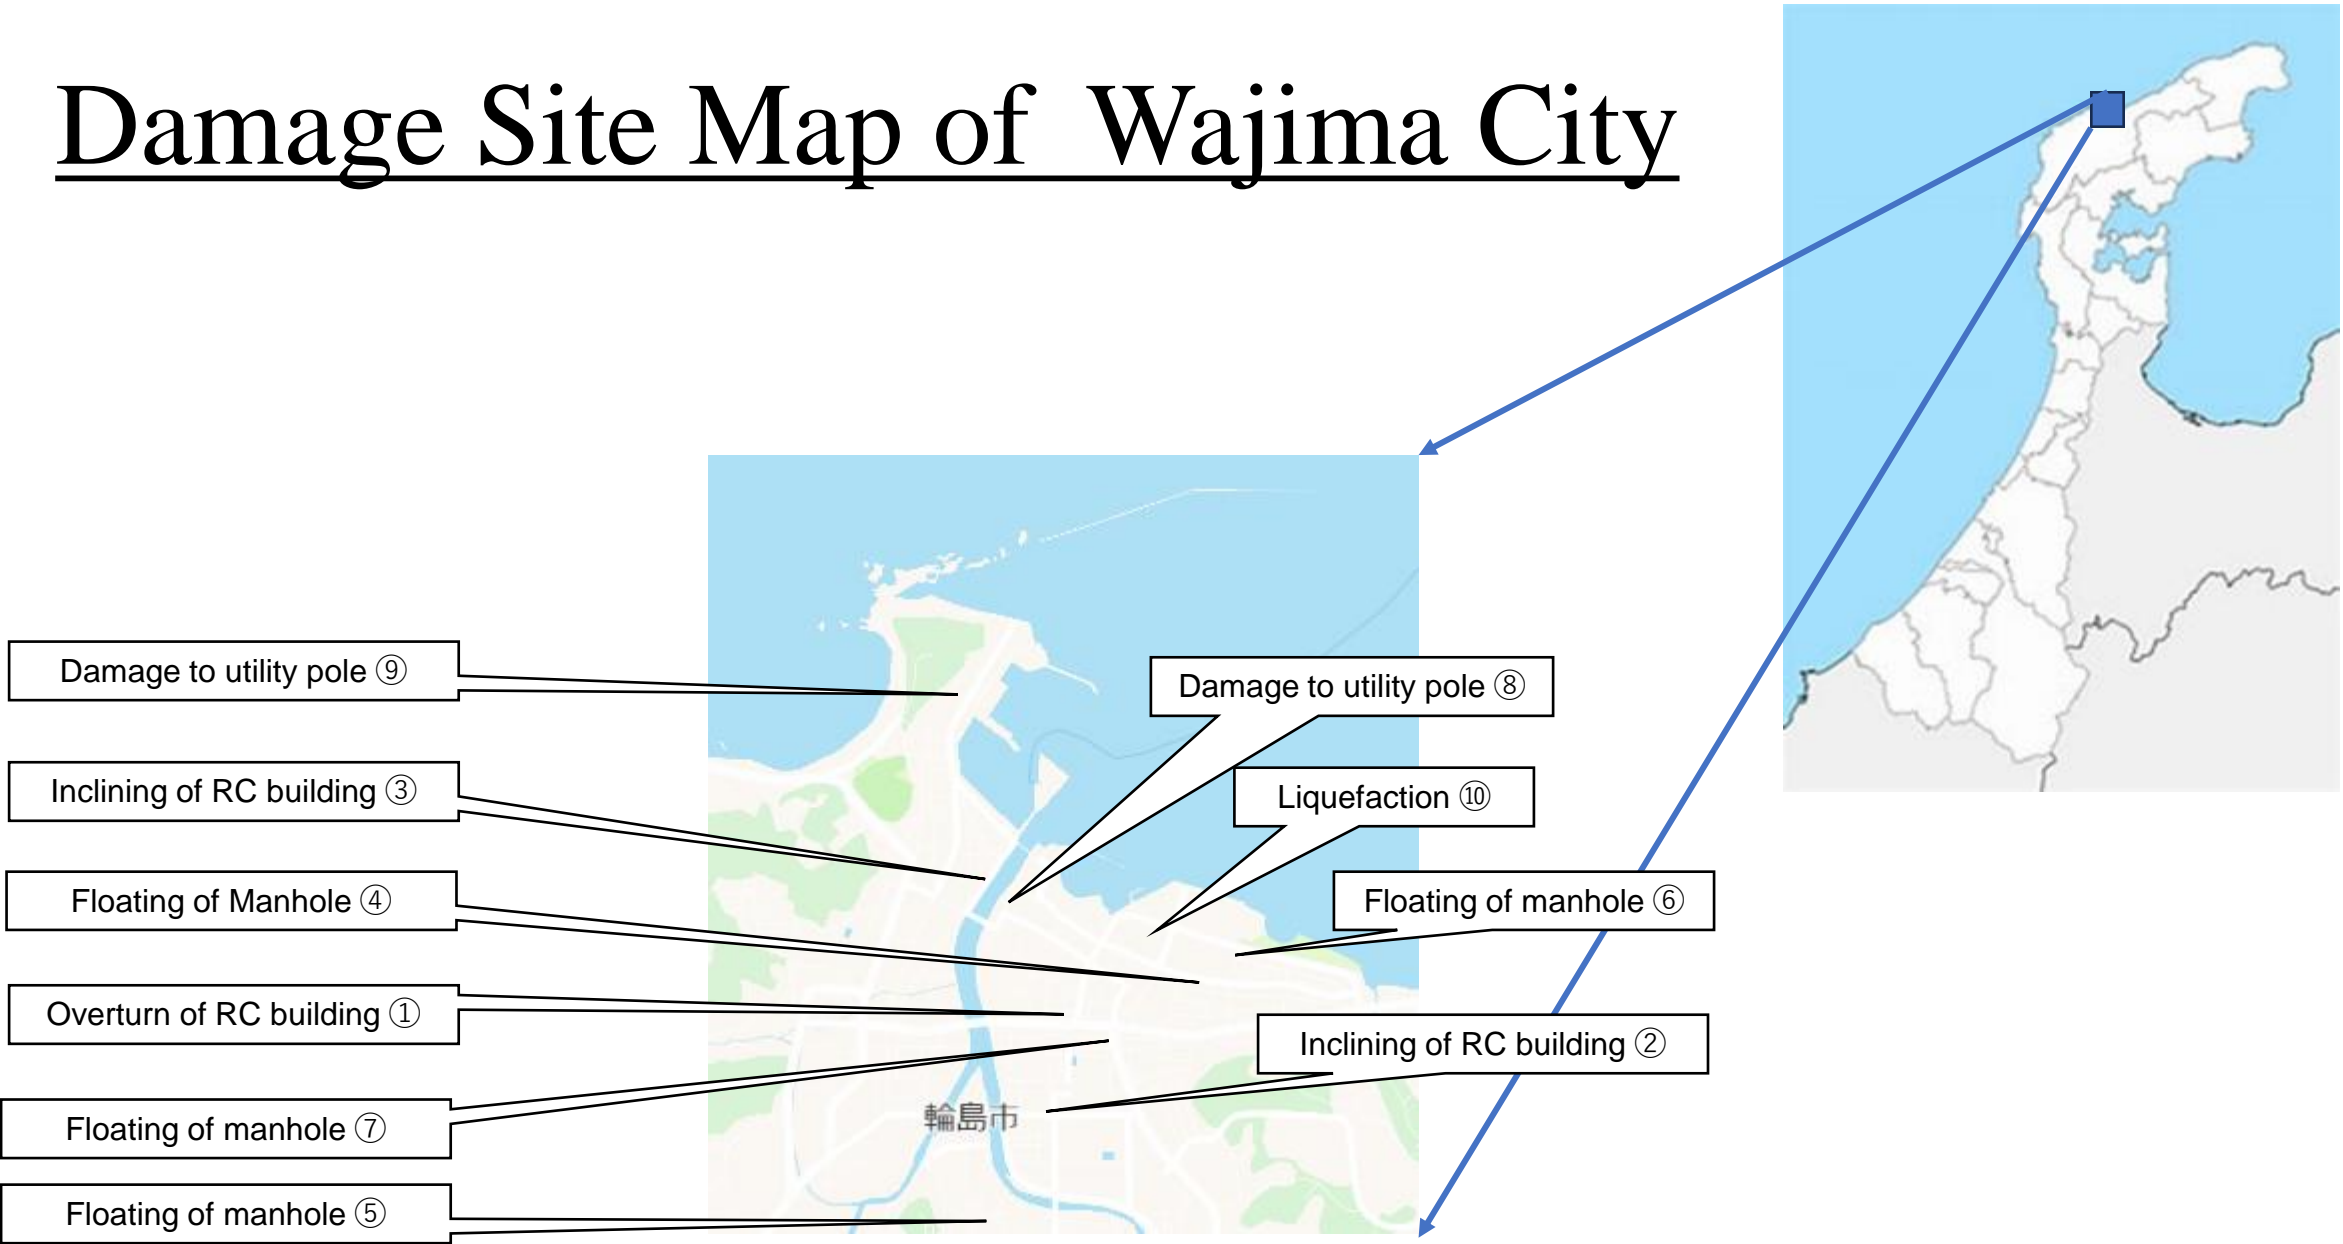 Damage Site Map of Wajima City
Damage to utility pole ⑨
Inclining of RC building ③
Floating of Manhole ④
Overturn of RC building ①
Floating of manhole ⑦
Floating of manhole ⑤
Damage to utility pole ⑧
Liquefaction ⑩
Floating of manhole ⑥
Inclining of RC building ②
輪島市